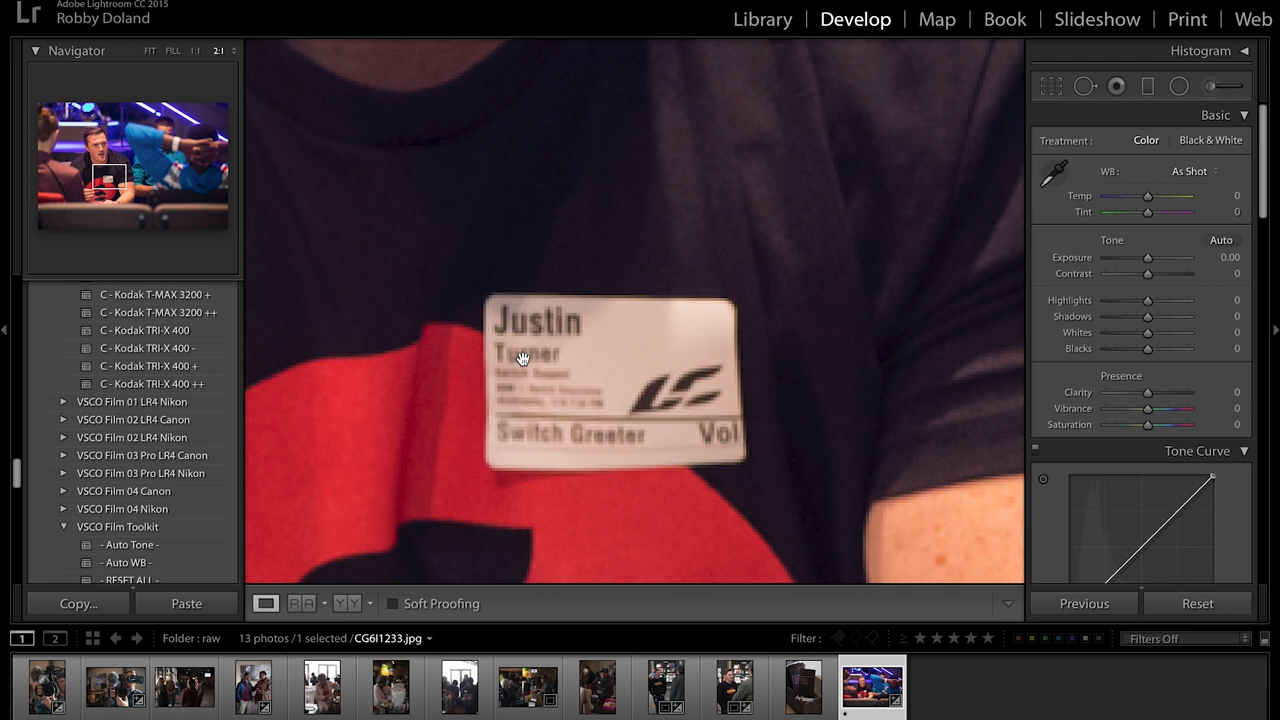 Lr
Adobe Lightroom CC 2015
Robby Doland
Library | Develop | Map | Book | Slideshow | Print | Web
Navigator FIT FILL 1:1 2:1
C - Kodak T-MAX 3200 +
C - Kodak T-MAX 3200 ++
C - Kodak TRI-X 400
C - Kodak TRI-X 400 -
C - Kodak TRI-X 400 +
C - Kodak TRI-X 400 ++
VSCO Film 01 LR4 Nikon
VSCO Film 02 LR4 Canon
VSCO Film 02 LR4 Nikon
VSCO Film 03 Pro LR4 Canon
VSCO Film 03 Pro LR4 Nikon
VSCO Film 04 Canon
VSCO Film 04 Nikon
VSCO Film Toolkit
- Auto Tone -
- Auto WB -
- RESET ALL -
Copy... Paste
Justin
Turner
Switch Greeter Vol
Histogram
Basic
Treatment : Color | Black & White
WB : As Shot
Temp 0
Tint 0
Tone Auto
Exposure 0.00
Contrast 0
Highlights 0
Shadows 0
Whites 0
Blacks 0
Presence
Clarity 0
Vibrance 0
Saturation 0
Tone Curve
RA YY Soft Proofing
Previous Reset
1 2 Folder : raw 13 photos / 1 selected / CG6I1233.jpg Filter : ≥ ★★★★★ Filters Off